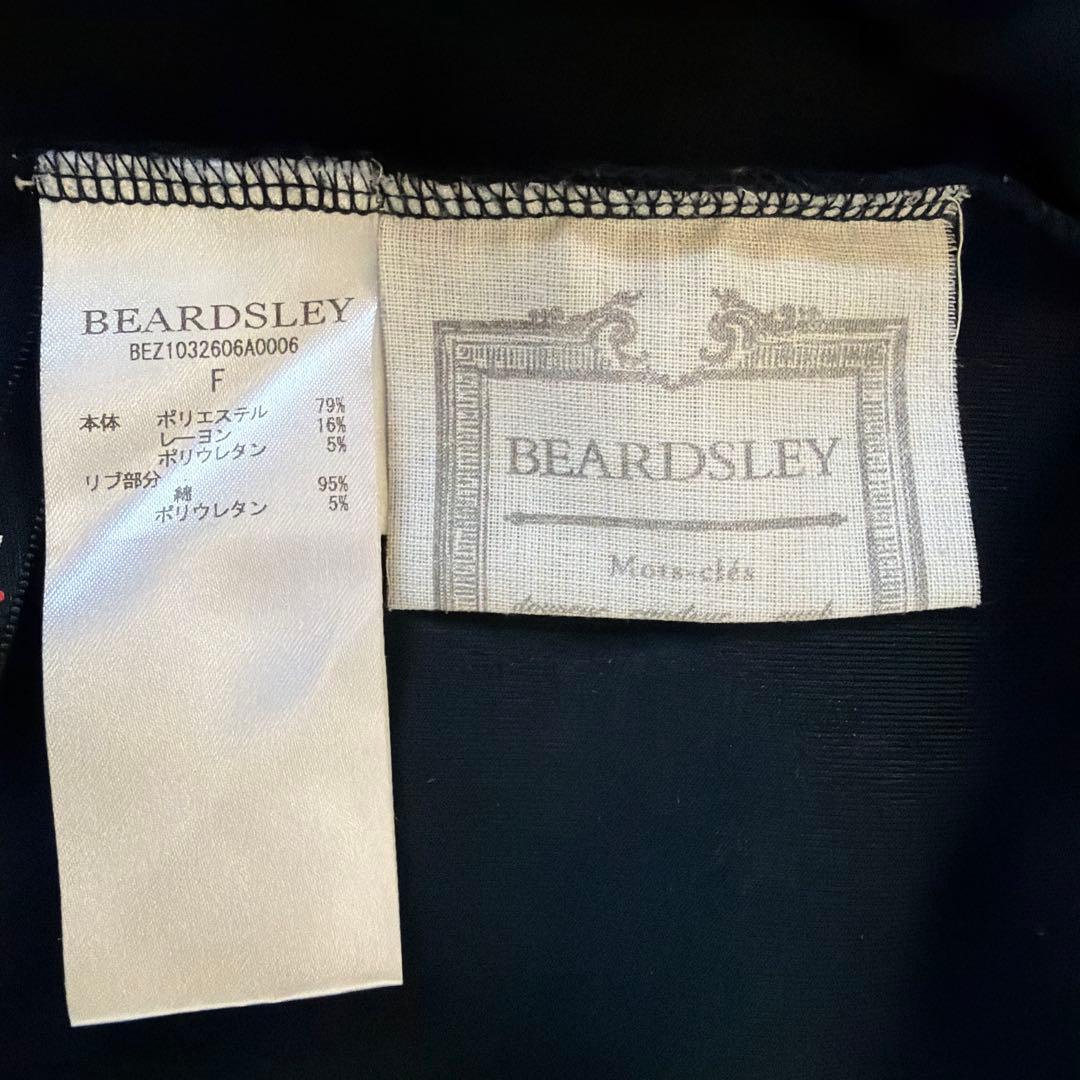 BEARDSLEY
BEZ1032606A0006
F
本体 ポリエステル 79%
レーヨン 16%
ポリウレタン 5%
リブ部分
綿 95%
ポリウレタン 5%
BEARDSLEY
Mots-clés